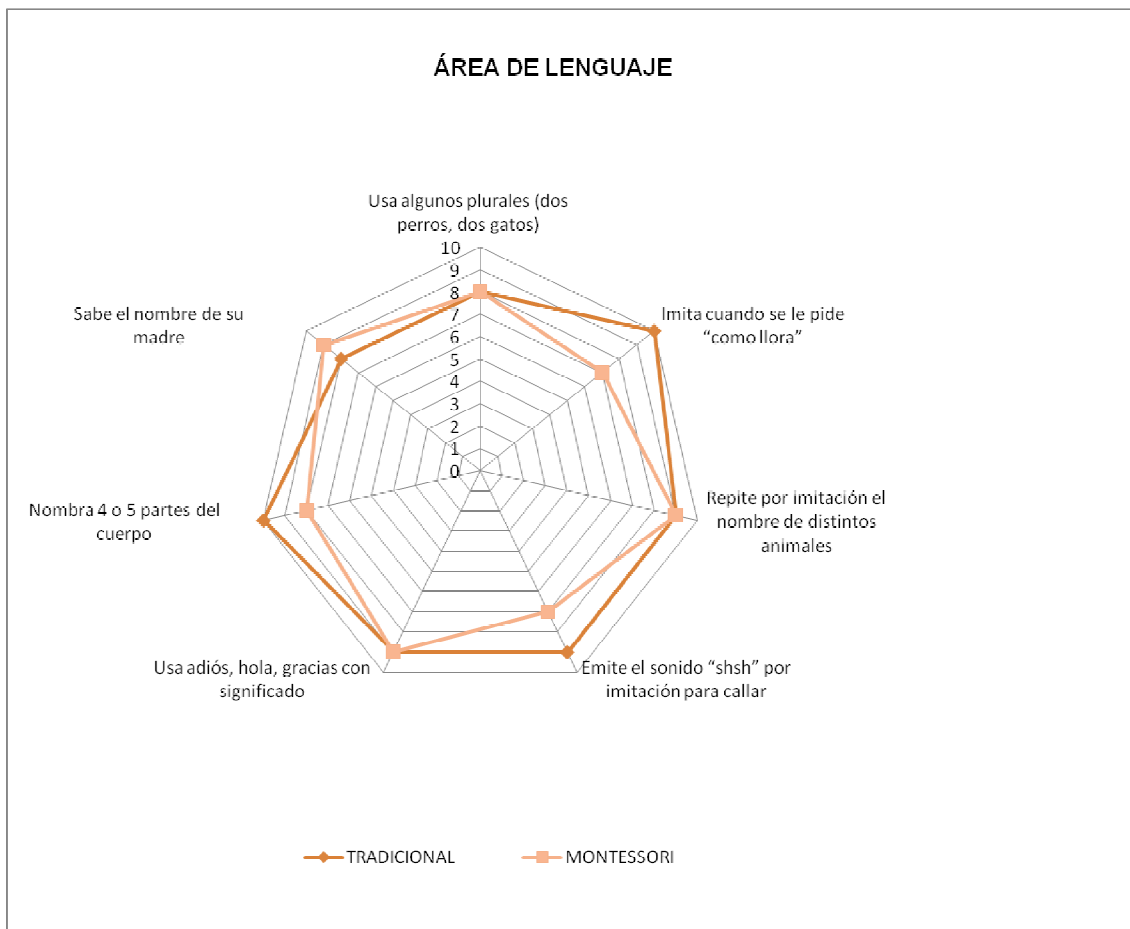 ÁREA DE LENGUAJE
Usa algunos plurales (dos
perros, dos gatos)
10
9
8
7
6
5
4
3
2
1
0
Imita cuando se le pide
“como llora”
Repite por imitación el
nombre de distintos
animales
Emite el sonido “shsh” por
imitación para callar
Usa adiós, hola, gracias con
significado
Nombra 4 o 5 partes del
cuerpo
Sabe el nombre de su
madre
TRADICIONAL
MONTESSORI